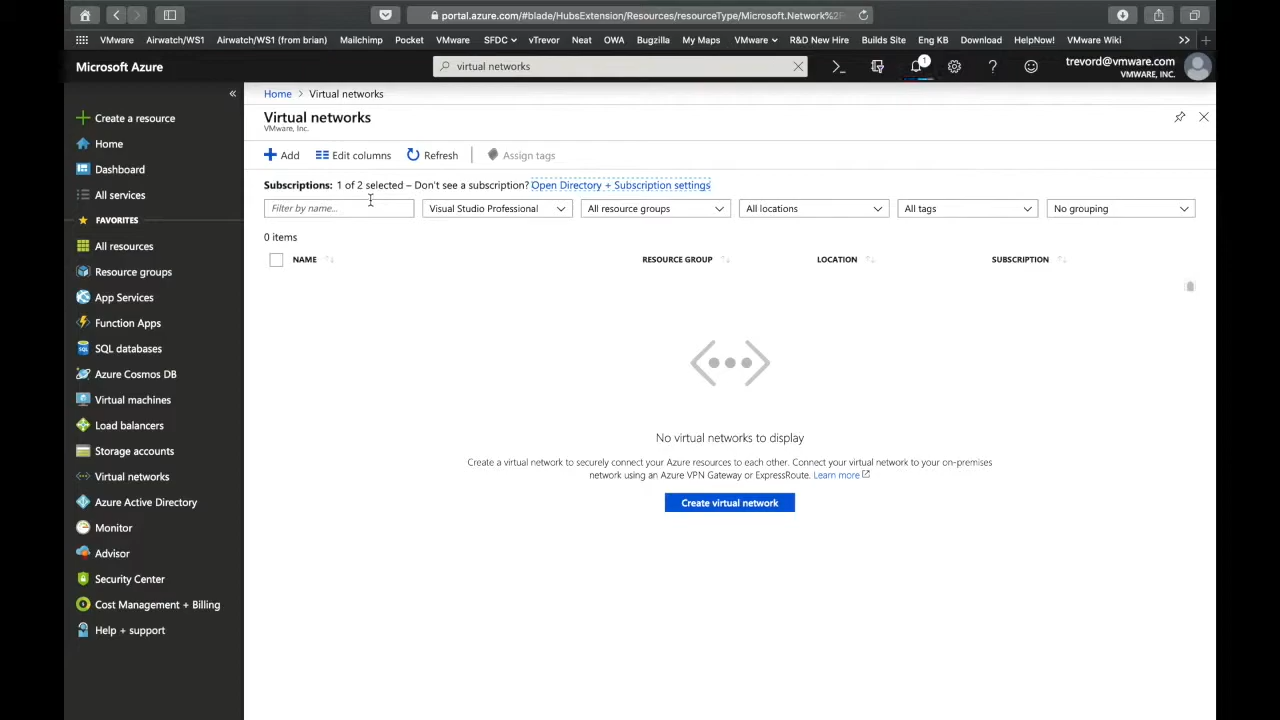 portal.azure.com/#blade/HubsExtension/Resources/resourceType/Microsoft.Network%2F
VMware Airwatch/WS1 Airwatch/WS1 (from brian) Mailchimp Pocket VMware SFDC vTrevor Neat OWA Bugzilla My Maps VMware R&D New Hire Builds Site Eng KB Download HelpNow! VMware Wiki
Microsoft Azure
virtual networks
1
trevord@vmware.com
VMWARE, INC.
Create a resource
Home
Dashboard
All services
FAVORITES
All resources
Resource groups
App Services
Function Apps
SQL databases
Azure Cosmos DB
Virtual machines
Load balancers
Storage accounts
Virtual networks
Azure Active Directory
Monitor
Advisor
Security Center
Cost Management + Billing
Help + support
Home > Virtual networks
Virtual networks
VMware, Inc.
Add Edit columns Refresh Assign tags
Subscriptions: 1 of 2 selected – Don't see a subscription? Open Directory + Subscription settings
Filter by name... Visual Studio Professional All resource groups All locations All tags No grouping
0 items
NAME RESOURCE GROUP LOCATION SUBSCRIPTION
No virtual networks to display
Create a virtual network to securely connect your Azure resources to each other. Connect your virtual network to your on-premises
network using an Azure VPN Gateway or ExpressRoute. Learn more
Create virtual network